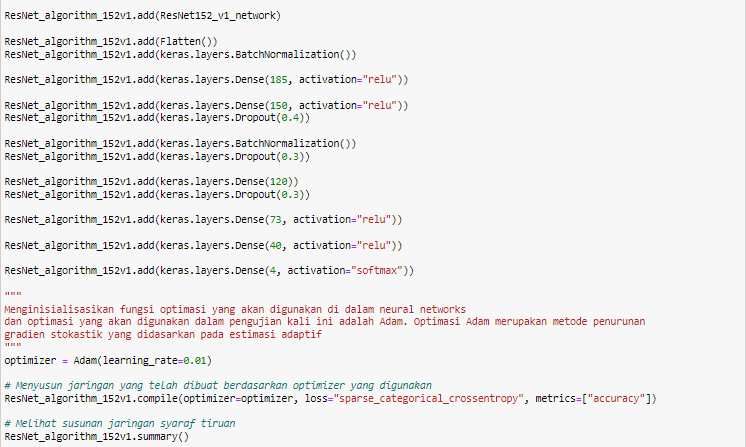 ResNet_algorithm_152v1.add(ResNet152_v1_network)
ResNet_algorithm_152v1.add(Flatten())
ResNet_algorithm_152v1.add(keras.layers.BatchNormalization())
ResNet_algorithm_152v1.add(keras.layers.Dense(185, activation="relu"))
ResNet_algorithm_152v1.add(keras.layers.Dense(150, activation="relu"))
ResNet_algorithm_152v1.add(keras.layers.Dropout(0.4))
ResNet_algorithm_152v1.add(keras.layers.BatchNormalization())
ResNet_algorithm_152v1.add(keras.layers.Dropout(0.3))
ResNet_algorithm_152v1.add(keras.layers.Dense(120))
ResNet_algorithm_152v1.add(keras.layers.Dropout(0.3))
ResNet_algorithm_152v1.add(keras.layers.Dense(73, activation="relu"))
ResNet_algorithm_152v1.add(keras.layers.Dense(40, activation="relu"))
ResNet_algorithm_152v1.add(keras.layers.Dense(4, activation="softmax"))
"""
Menginisialisasikan fungsi optimasi yang akan digunakan di dalam neural networks
dan optimasi yang akan digunakan dalam pengujian kali ini adalah Adam. Optimasi Adam merupakan metode penurunan
gradien stokastik yang didasarkan pada estimasi adaptif
"""
optimizer = Adam(learning_rate=0.01)
# Menyusun jaringan yang telah dibuat berdasarkan optimizer yang digunakan
ResNet_algorithm_152v1.compile(optimizer=optimizer, loss="sparse_categorical_crossentropy", metrics=["accuracy"])
# Melihat susunan jaringan syaraf tiruan
ResNet_algorithm_152v1.summary()